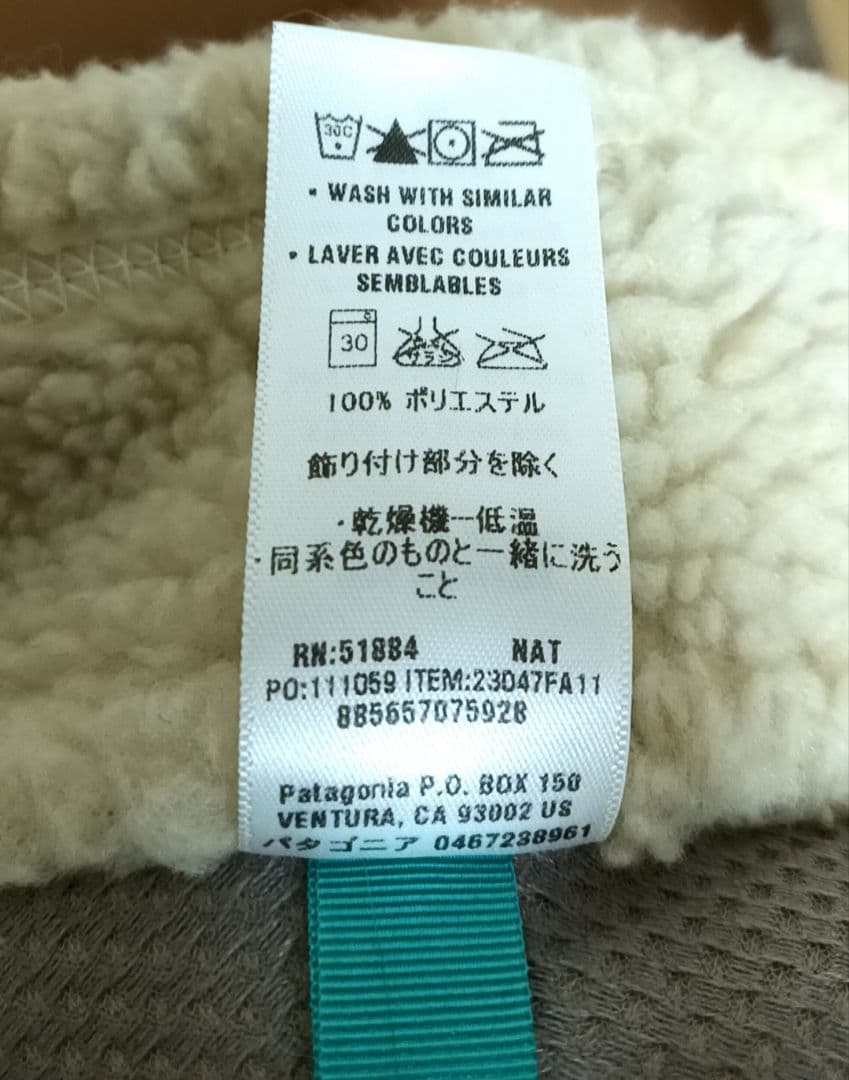 30C
• WASH WITH SIMILAR
COLORS
• LAVER AVEC COULEURS
SEMBLABLES
30
100% ポリエステル
飾り付け部分を除く
・乾燥機ー低温
・同系色のものと一緒に洗う
こと
RN:51884 NAT
PO:111059 ITEM:23047FA11
885657075928
Patagonia P.O. BOX 150
VENTURA, CA 93002 US
パタゴニア 0467238961